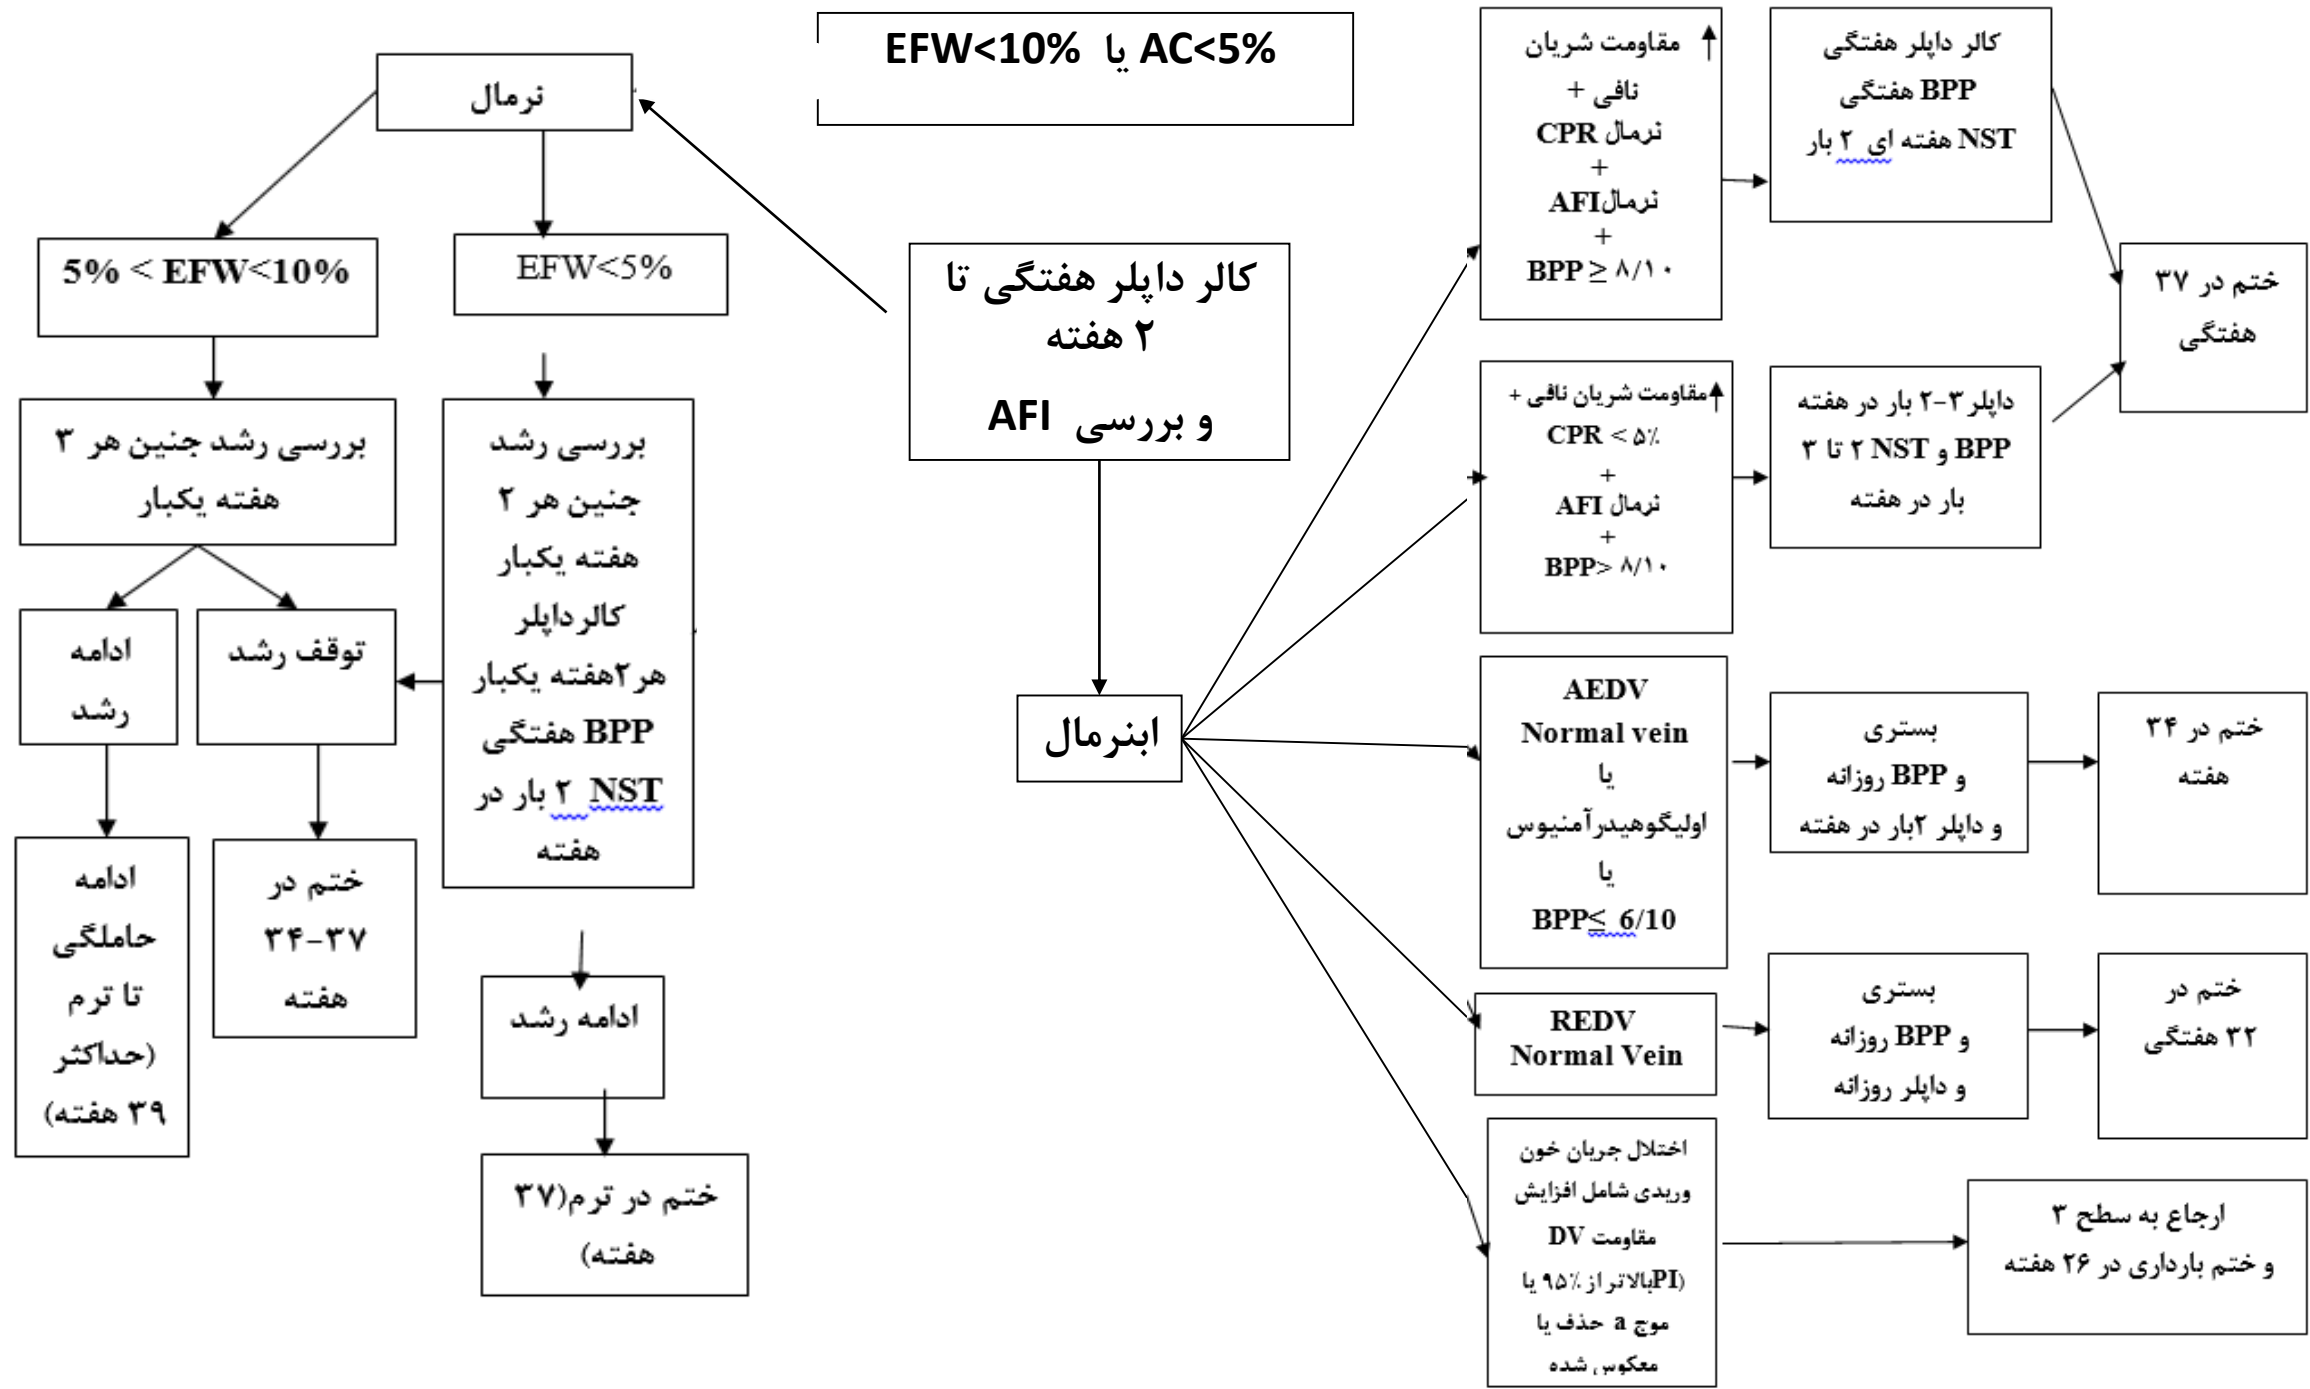 EFW<10% یا AC<5%
کالر داپلر هفتگی تا
۲ هفته
و بررسی AFI
نرمال
5% < EFW<10%
بررسی رشد جنین هر ۳
هفته یکبار
ادامه
رشد
ادامه
حاملگی
تا ترم
(حداکثر
۳۹ هفته)
توقف رشد
ختم در
۳۴-۳۷
هفته
EFW<5%
بررسی رشد
جنین هر ۲
هفته یکبار
کالرداپلر
هر۲هفته یکبار
BPP هفتگی
NST ۲ بار در
هفته
ادامه رشد
ختم در ترم(۳۷
هفته)
ابنرمال
مقاومت شریان
نافی +
نرمال CPR
+
نرمالAFI
+
BPP ≥ ۸/۱۰
کالر داپلر هفتگی
BPP هفتگی
NST هفته ای ۲ بار
مقاومت شریان نافی +
CPR < ۵٪
+
نرمال AFI
+
BPP> ۸/۱۰
داپلر۳-۲ بار در هفته
BPP و NST ۲ تا ۳
بار در هفته
ختم در ۳۷
هفتگی
AEDV
Normal vein
یا
اولیگوهیدرآمنیوس
یا
BPP≤ 6/10
بستری
و BPP روزانه
و داپلر ۲بار در هفته
ختم در ۳۴
هفته
REDV
Normal Vein
بستری
و BPP روزانه
و داپلر روزانه
ختم در
۳۲ هفتگی
اختلال جریان خون
وریدی شامل افزایش
مقاومت DV
(PIبالاتر از ۹۵٪ یا
موج a حذف یا
معکوس شده
ارجاع به سطح ۳
و ختم بارداری در ۲۶ هفته